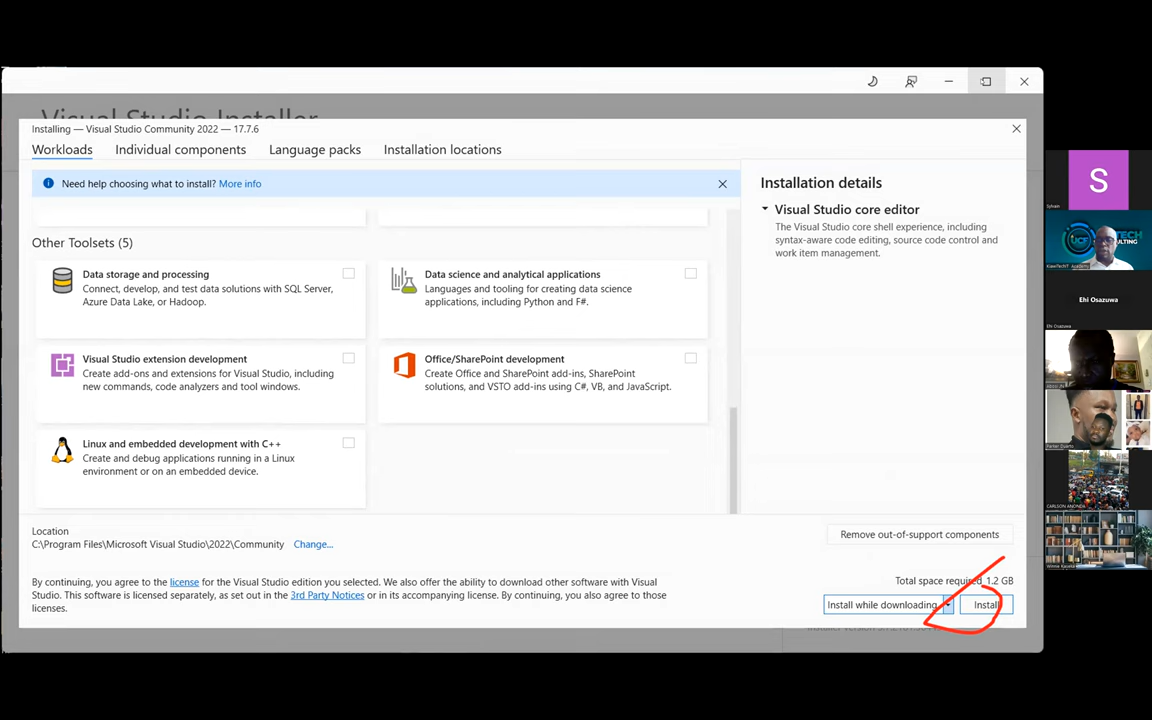 Visual Studio Installer
Installing — Visual Studio Community 2022 — 17.7.6
Workloads
Individual components
Language packs
Installation locations
Need help choosing what to install? More info
Other Toolsets (5)
Data storage and processing
Connect, develop, and test data solutions with SQL Server,
Azure Data Lake, or Hadoop.
Data science and analytical applications
Languages and tooling for creating data science
applications, including Python and F#.
Visual Studio extension development
Create add-ons and extensions for Visual Studio, including
new commands, code analyzers and tool windows.
Office/SharePoint development
Create Office and SharePoint add-ins, SharePoint
solutions, and VSTO add-ins using C#, VB, and JavaScript.
Linux and embedded development with C++
Create and debug applications running in a Linux
environment or on an embedded device.
Installation details
Visual Studio core editor
The Visual Studio core shell experience, including
syntax-aware code editing, source code control and
work item management.
Location
C:\Program Files\Microsoft Visual Studio\2022\Community
Change...
By continuing, you agree to the license for the Visual Studio edition you selected. We also offer the ability to download other software with Visual
Studio. This software is licensed separately, as set out in the 3rd Party Notices or in its accompanying license. By continuing, you also agree to those
licenses.
Remove out-of-support components
Total space required 1.2 GB
Install while downloading
Install
S
Sylvain
Ehi Osazuwa
Ehi Osazuwa